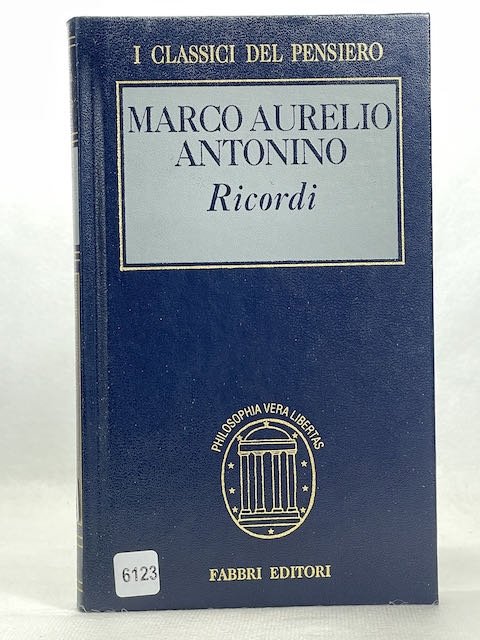 I CLASSICI DEL PENSIERO
MARCO AURELIO
ANTONINO
Ricordi
PHILOSOPHIA VERA LIBERTAS
FABBRI EDITORI
6123